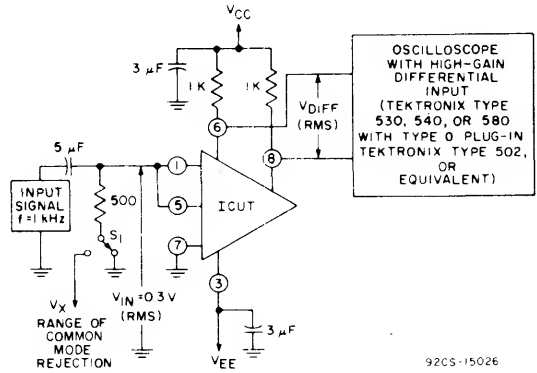 VCC
3 μF
1K
1K
6
8
VDIFF
(RMS)
OSCILLOSCOPE
WITH HIGH-GAIN
DIFFERENTIAL
INPUT
(TEKTRONIX TYPE
530, 540, OR 580
WITH TYPE O PLUG-IN
TEKTRONIX TYPE 502,
OR
EQUIVALENT)
5 μF
INPUT
SIGNAL
f=1 kHz
500
S1
1
5
7
ICUT
3
VIN=0.3 V
(RMS)
VX
RANGE OF
COMMON
MODE
REJECTION
3 μF
VEE
92CS-15026